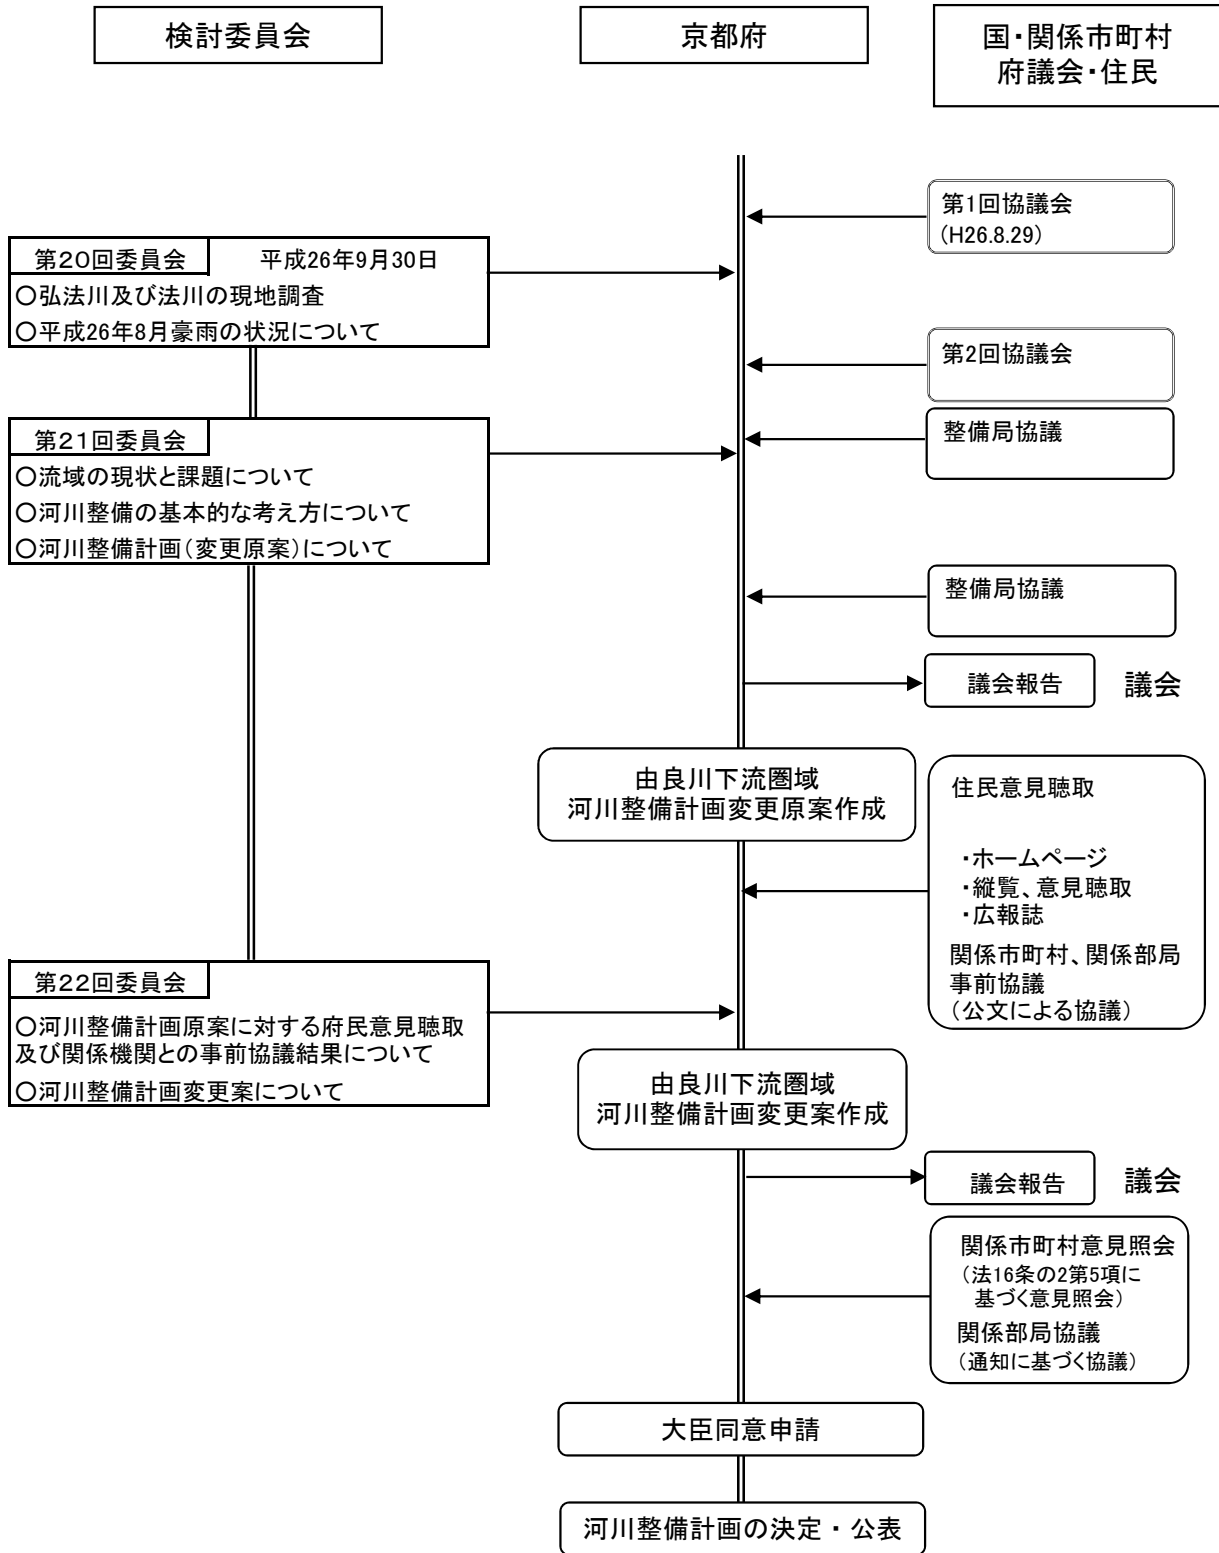 検討委員会
京都府
国・関係市町村
府議会・住民
第1回協議会
(H26.8.29)
第20回委員会 平成26年9月30日
○弘法川及び法川の現地調査
○平成26年8月豪雨の状況について
第2回協議会
第21回委員会
○流域の現状と課題について
○河川整備の基本的な考え方について
○河川整備計画(変更原案)について
整備局協議
整備局協議
議会報告 議会
由良川下流圏域
河川整備計画変更原案作成
住民意見聴取
・ホームページ
・縦覧、意見聴取
・広報誌
関係市町村、関係部局
事前協議
(公文による協議)
第22回委員会
○河川整備計画原案に対する府民意見聴取
及び関係機関との事前協議結果について
○河川整備計画変更案について
由良川下流圏域
河川整備計画変更案作成
議会報告 議会
関係市町村意見照会
(法16条の2第5項に
基づく意見照会)
関係部局協議
(通知に基づく協議)
大臣同意申請
河川整備計画の決定・公表